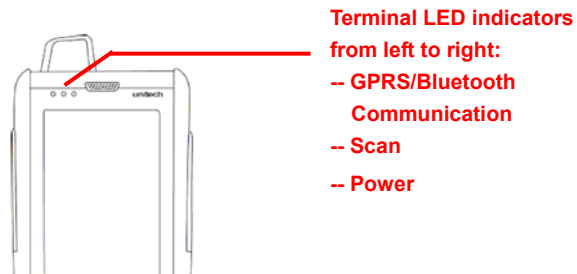 Terminal LED indicators
from left to right:
-- GPRS/Bluetooth
Communication
-- Scan
-- Power
unitech